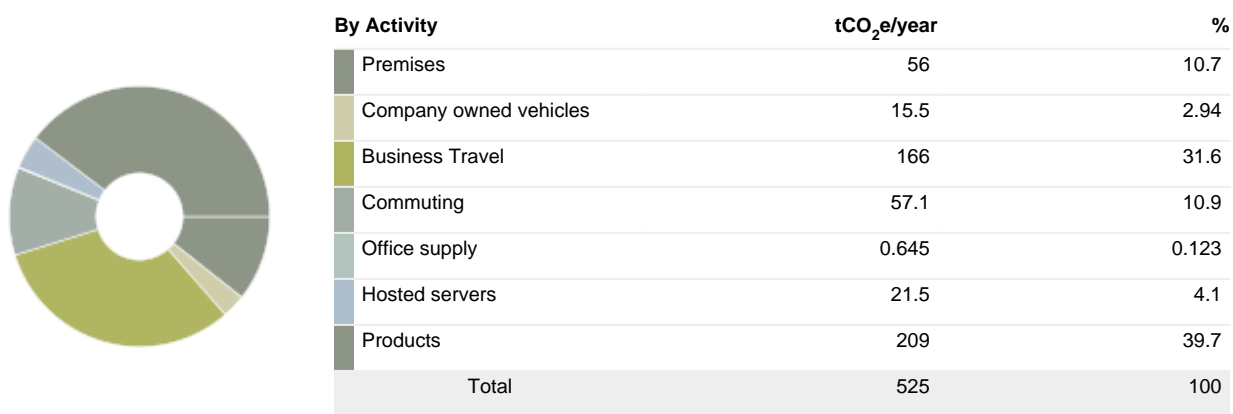 By Activity tCO2e/year %
Premises 56 10.7
Company owned vehicles 15.5 2.94
Business Travel 166 31.6
Commuting 57.1 10.9
Office supply 0.645 0.123
Hosted servers 21.5 4.1
Products 209 39.7
Total 525 100